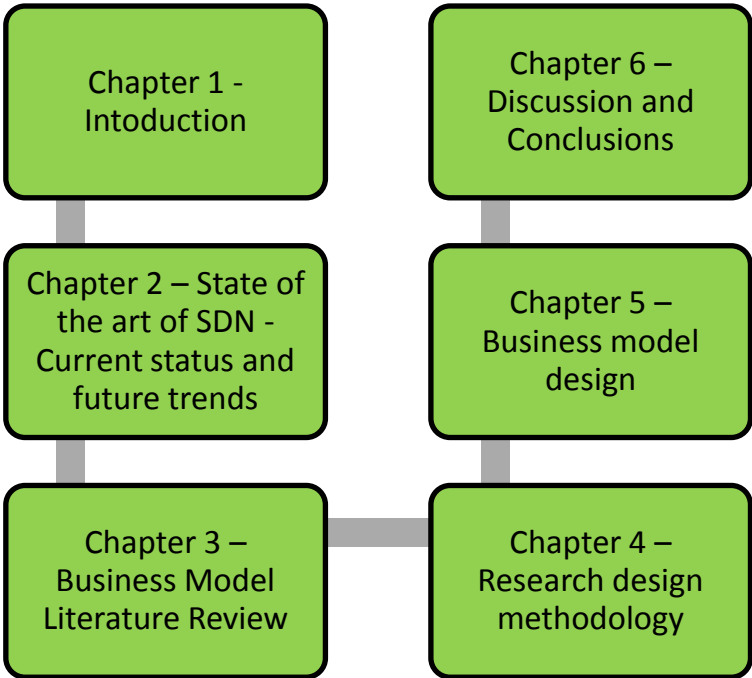 Chapter 1 -
Intoduction
Chapter 2 – State of
the art of SDN -
Current status and
future trends
Chapter 3 –
Business Model
Literature Review
Chapter 4 –
Research design
methodology
Chapter 5 –
Business model
design
Chapter 6 –
Discussion and
Conclusions